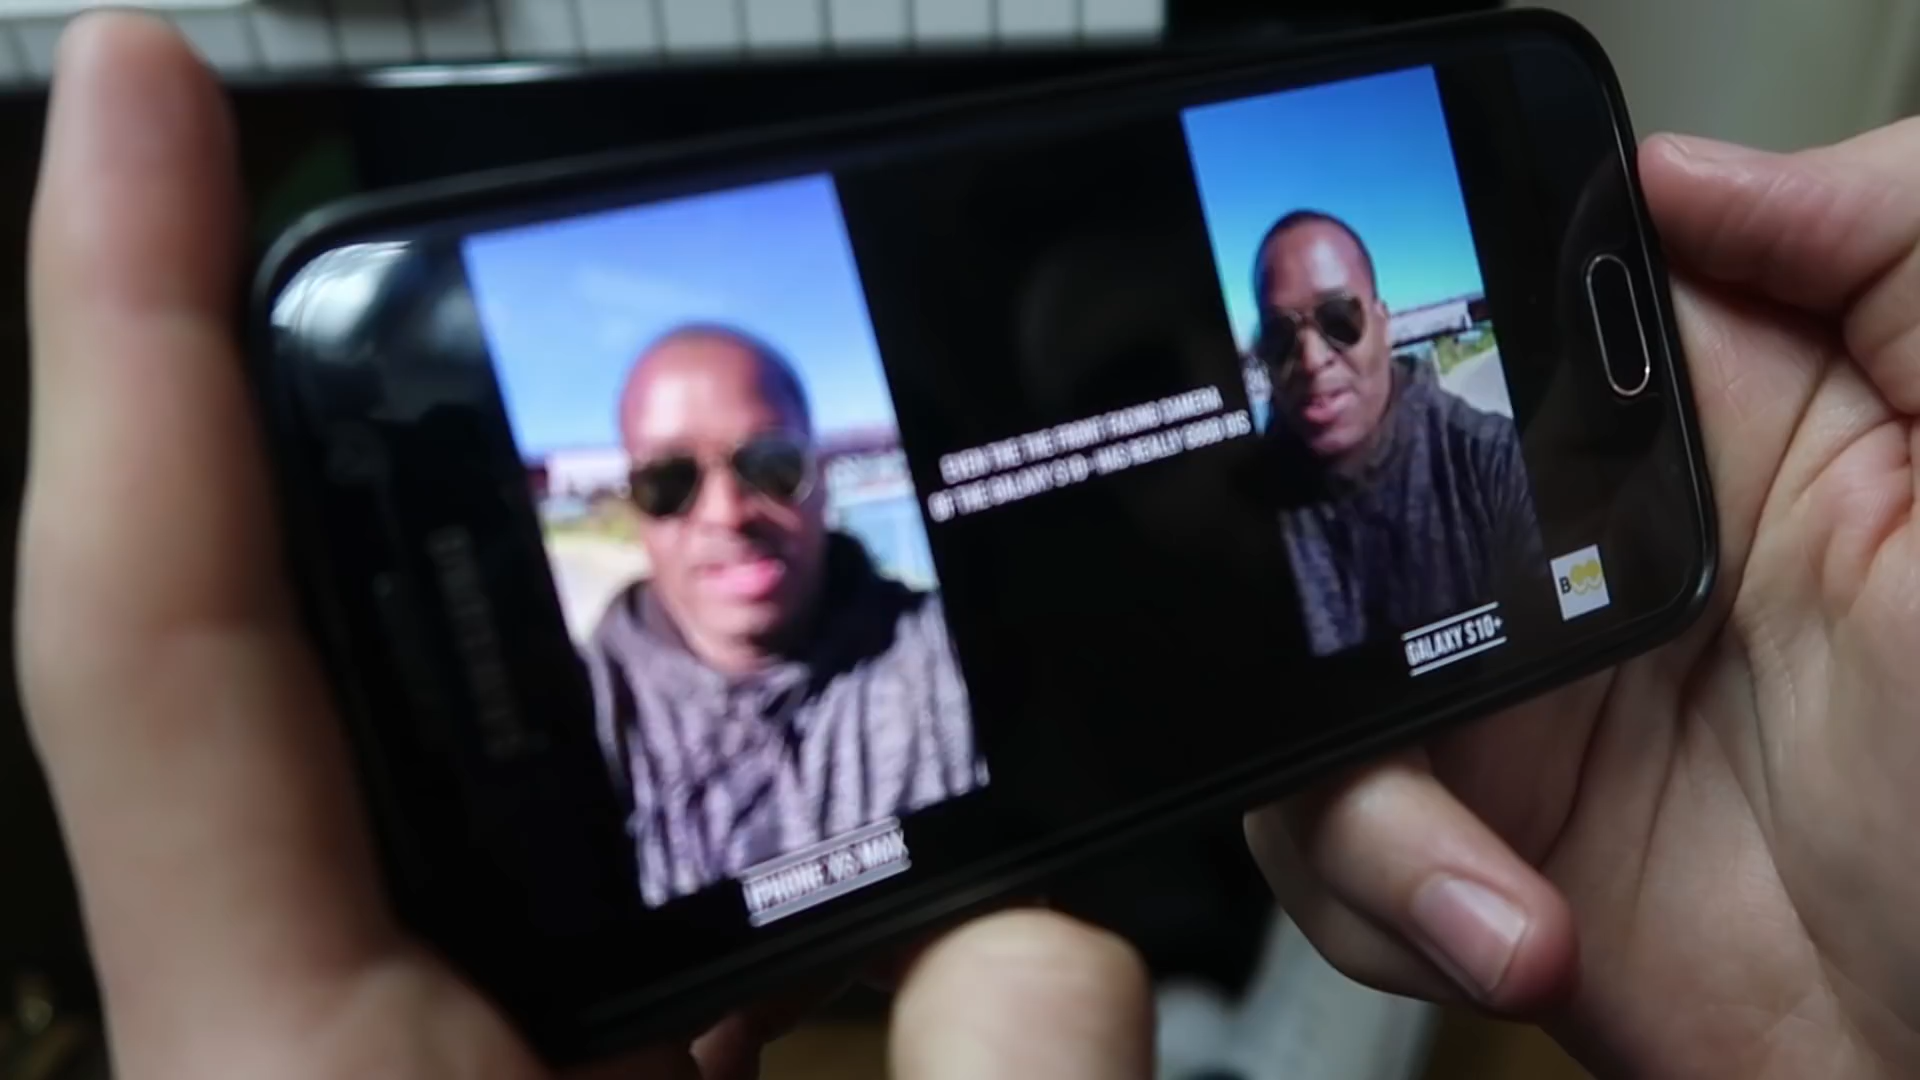 EVEN THE THE FRONT FACING CAMERA
OF THE GALAXY S10+ HAS REALLY GOOD OIS
IPHONE XS MAX
GALAXY S10+
B
SAMSUNG